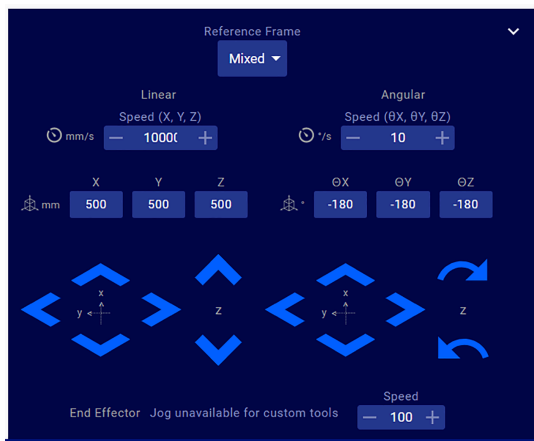 Reference Frame
Mixed
Linear Angular
Speed (X, Y, Z) Speed (ΘX, ΘY, ΘZ)
mm/s — 1000 + °/s — 10 +
X Y Z ΘX ΘY ΘZ
mm 500 500 500 ° -180 -180 -180
x x
y z y z
Speed
End Effector Jog unavailable for custom tools — 100 +